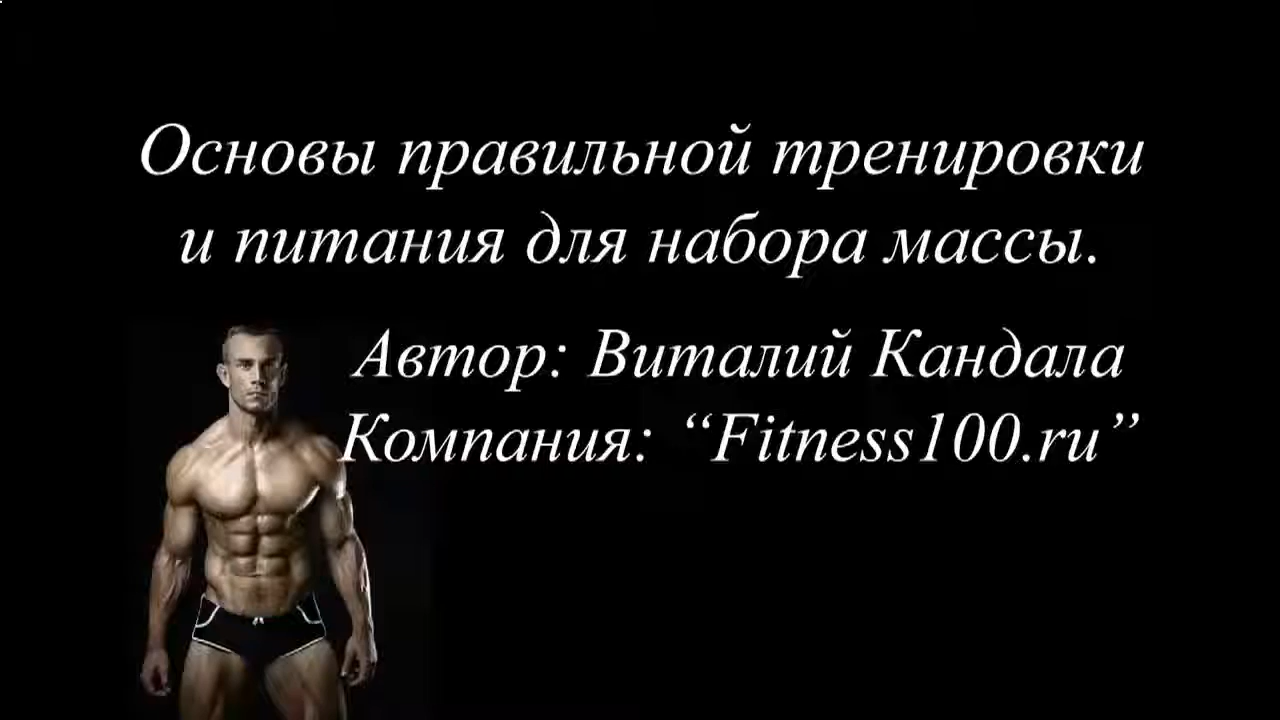 Основы правильной тренировки
и питания для набора массы.
Автор: Виталий Кандала
Компания: “Fitness100.ru”